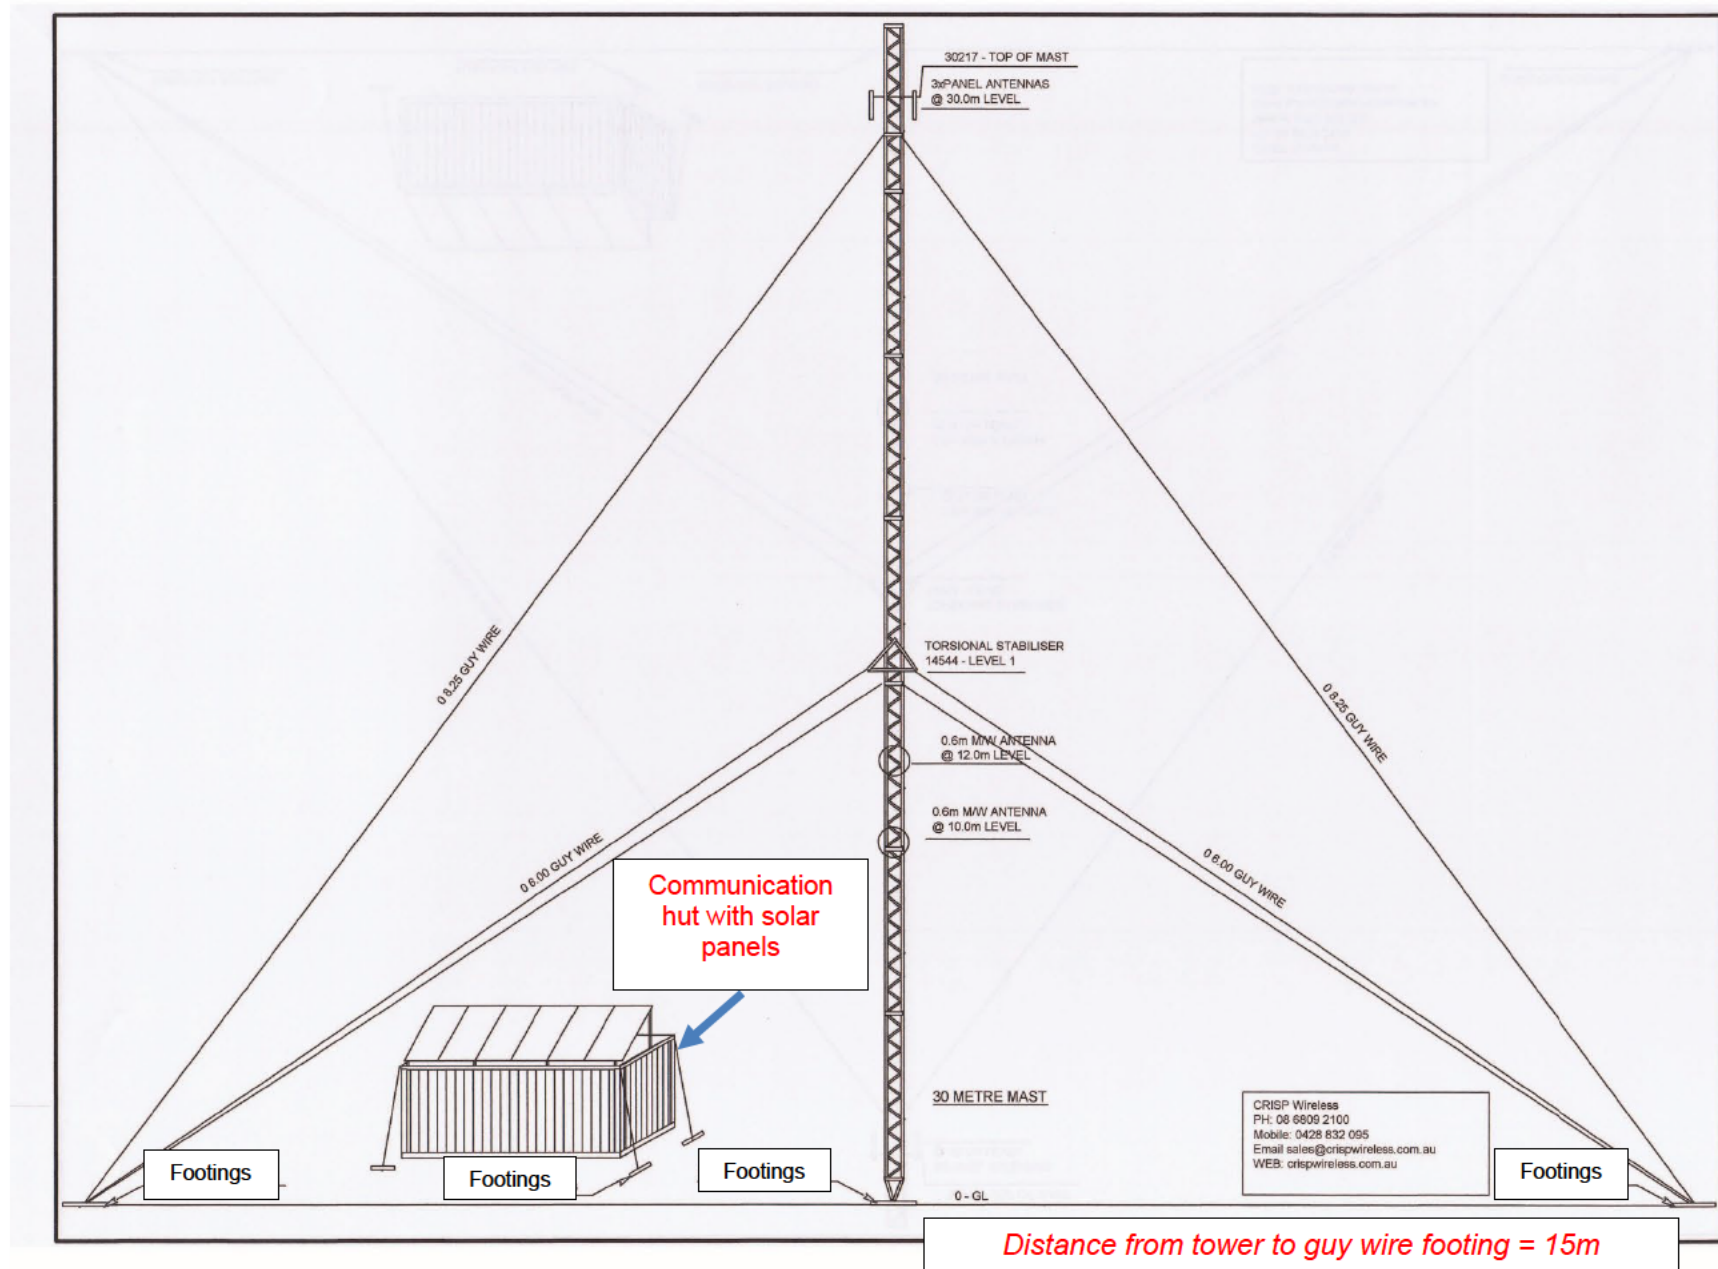 30217 - TOP OF MAST
3xPANEL ANTENNAS
@ 30.0m LEVEL
0 8.25 GUY WIRE
0 8.25 GUY WIRE
TORSIONAL STABILISER
14544 - LEVEL 1
0.6m M/W ANTENNA
@ 12.0m LEVEL
0.6m M/W ANTENNA
@ 10.0m LEVEL
0 6.00 GUY WIRE
0 6.00 GUY WIRE
Communication
hut with solar
panels
30 METRE MAST
CRISP Wireless
PH: 08 6809 2100
Mobile: 0428 832 095
Email sales@crispwireless.com.au
WEB: crispwireless.com.au
Footings
Footings
Footings
Footings
0 - GL
Distance from tower to guy wire footing = 15m